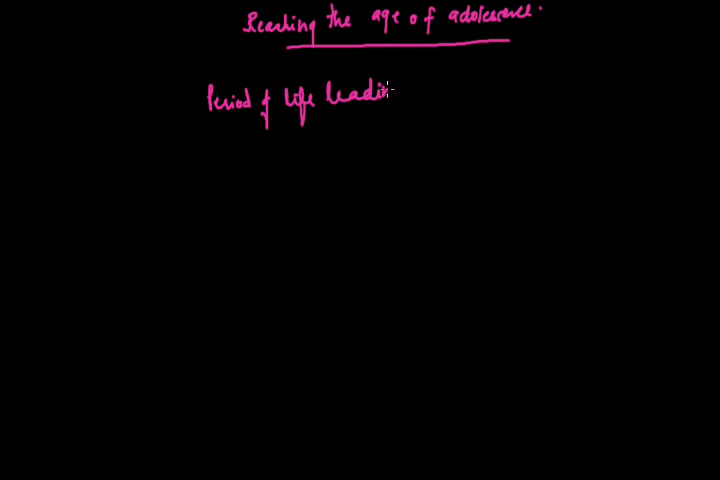 Reaching the age of adolescence.
Period of life leadi